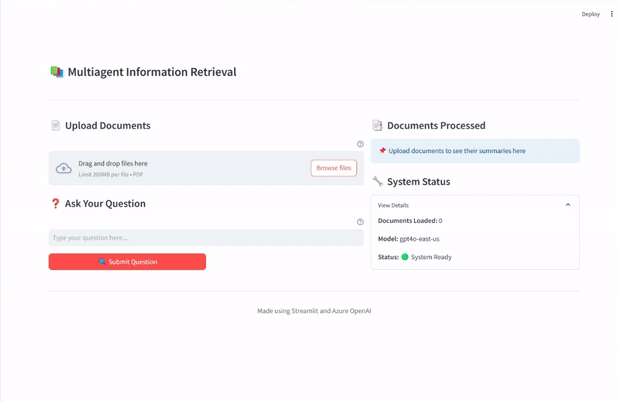 Deploy
Multiagent Information Retrieval
Upload Documents
Drag and drop files here
Limit 200MB per file • PDF
Browse files
Ask Your Question
Type your question here...
Submit Question
Documents Processed
Upload documents to see their summaries here
System Status
View Details
Documents Loaded: 0
Model: gpt4o-east-us
Status: System Ready
Made using Streamlit and Azure OpenAI